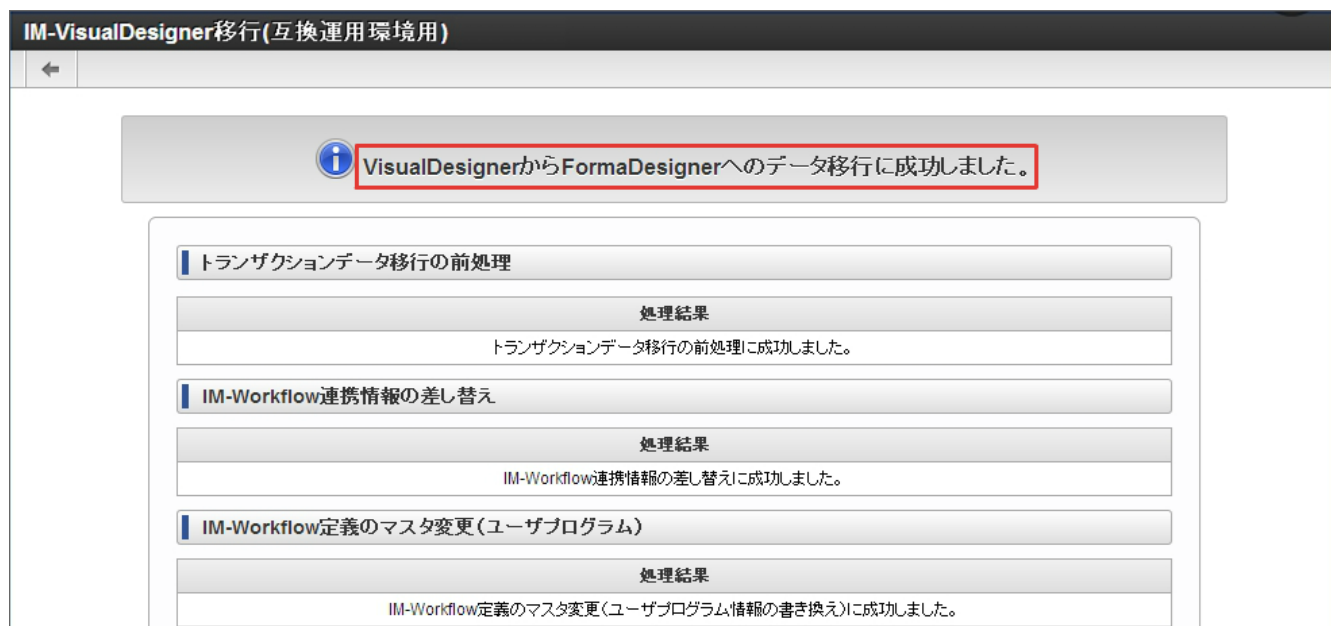 IM-VisualDesigner移行(互換運用環境用)
VisualDesignerからFormaDesignerへのデータ移行に成功しました。
トランザクションデータ移行の前処理
処理結果
トランザクションデータ移行の前処理に成功しました。
IM-Workflow連携情報の差し替え
処理結果
IM-Workflow連携情報の差し替えに成功しました。
IM-Workflow定義のマスタ変更(ユーザプログラム)
処理結果
IM-Workflow定義のマスタ変更(ユーザプログラム情報の書き換え)に成功しました。